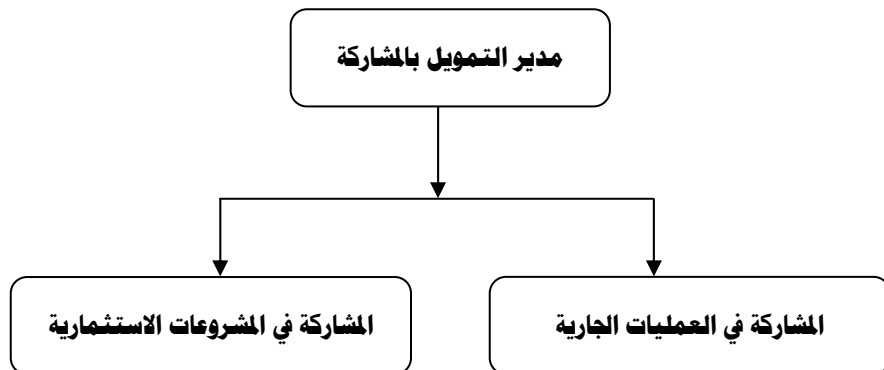 مدير التمويل بالمشاركة
المشاركة في العمليات الجارية
المشاركة في المشروعات الاستثمارية